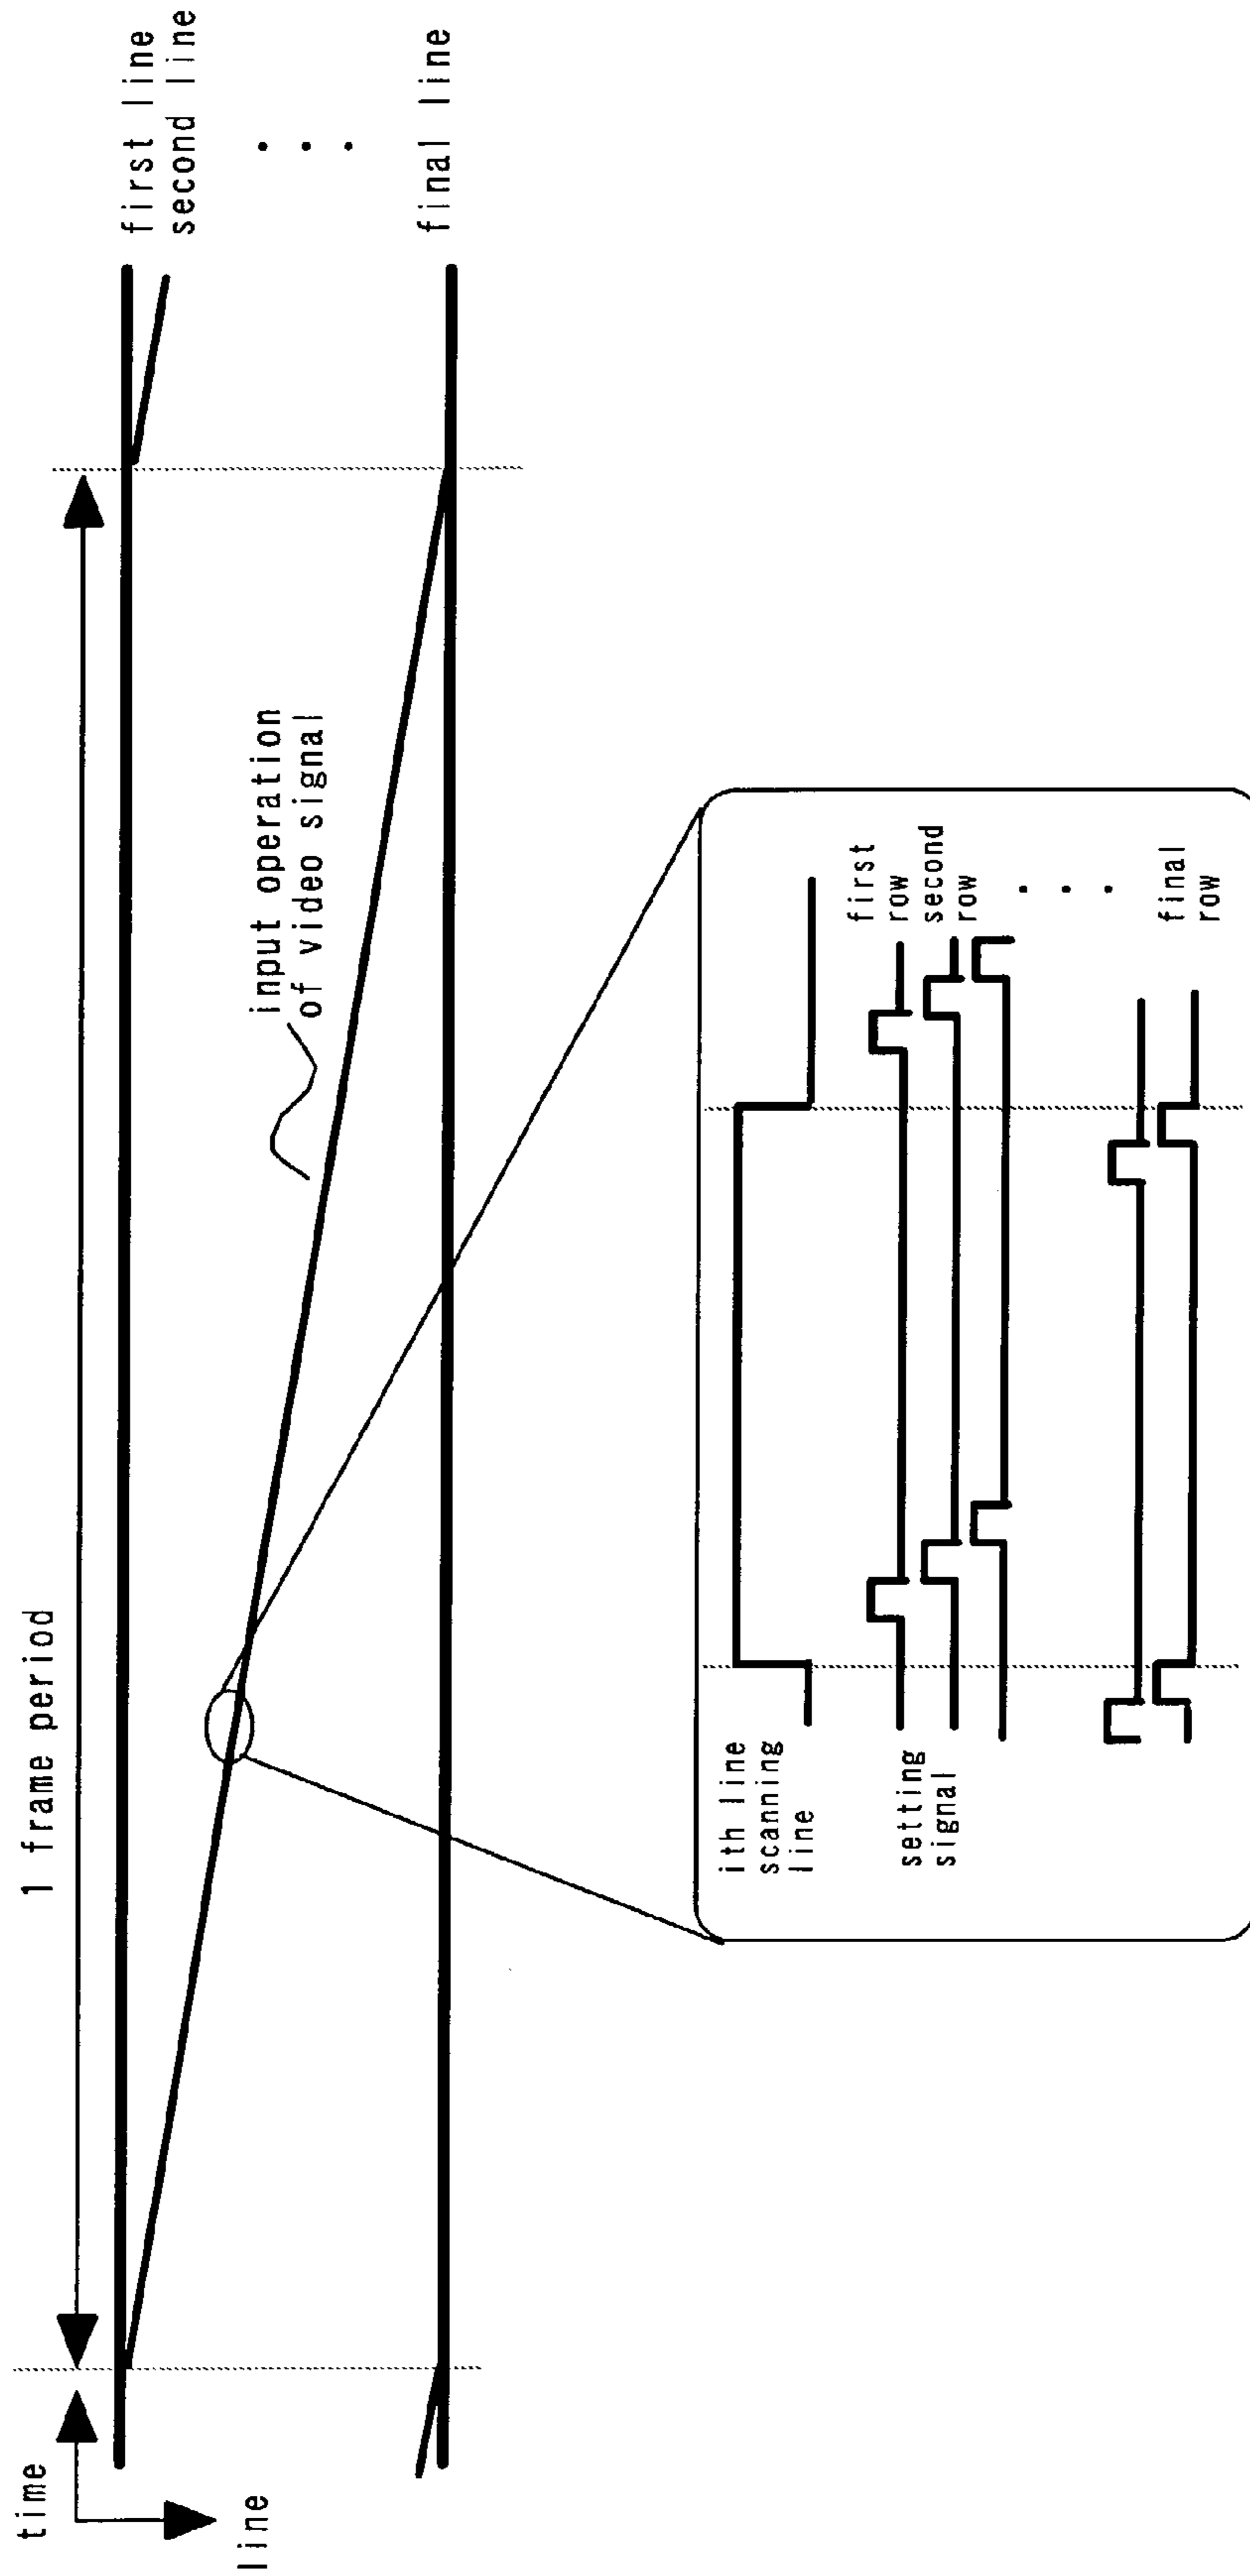 time
line
1 frame period
first line
second line
final line
input operation
of video signal
ith line
scanning
line
setting
signal
first
row
second
row
final
row